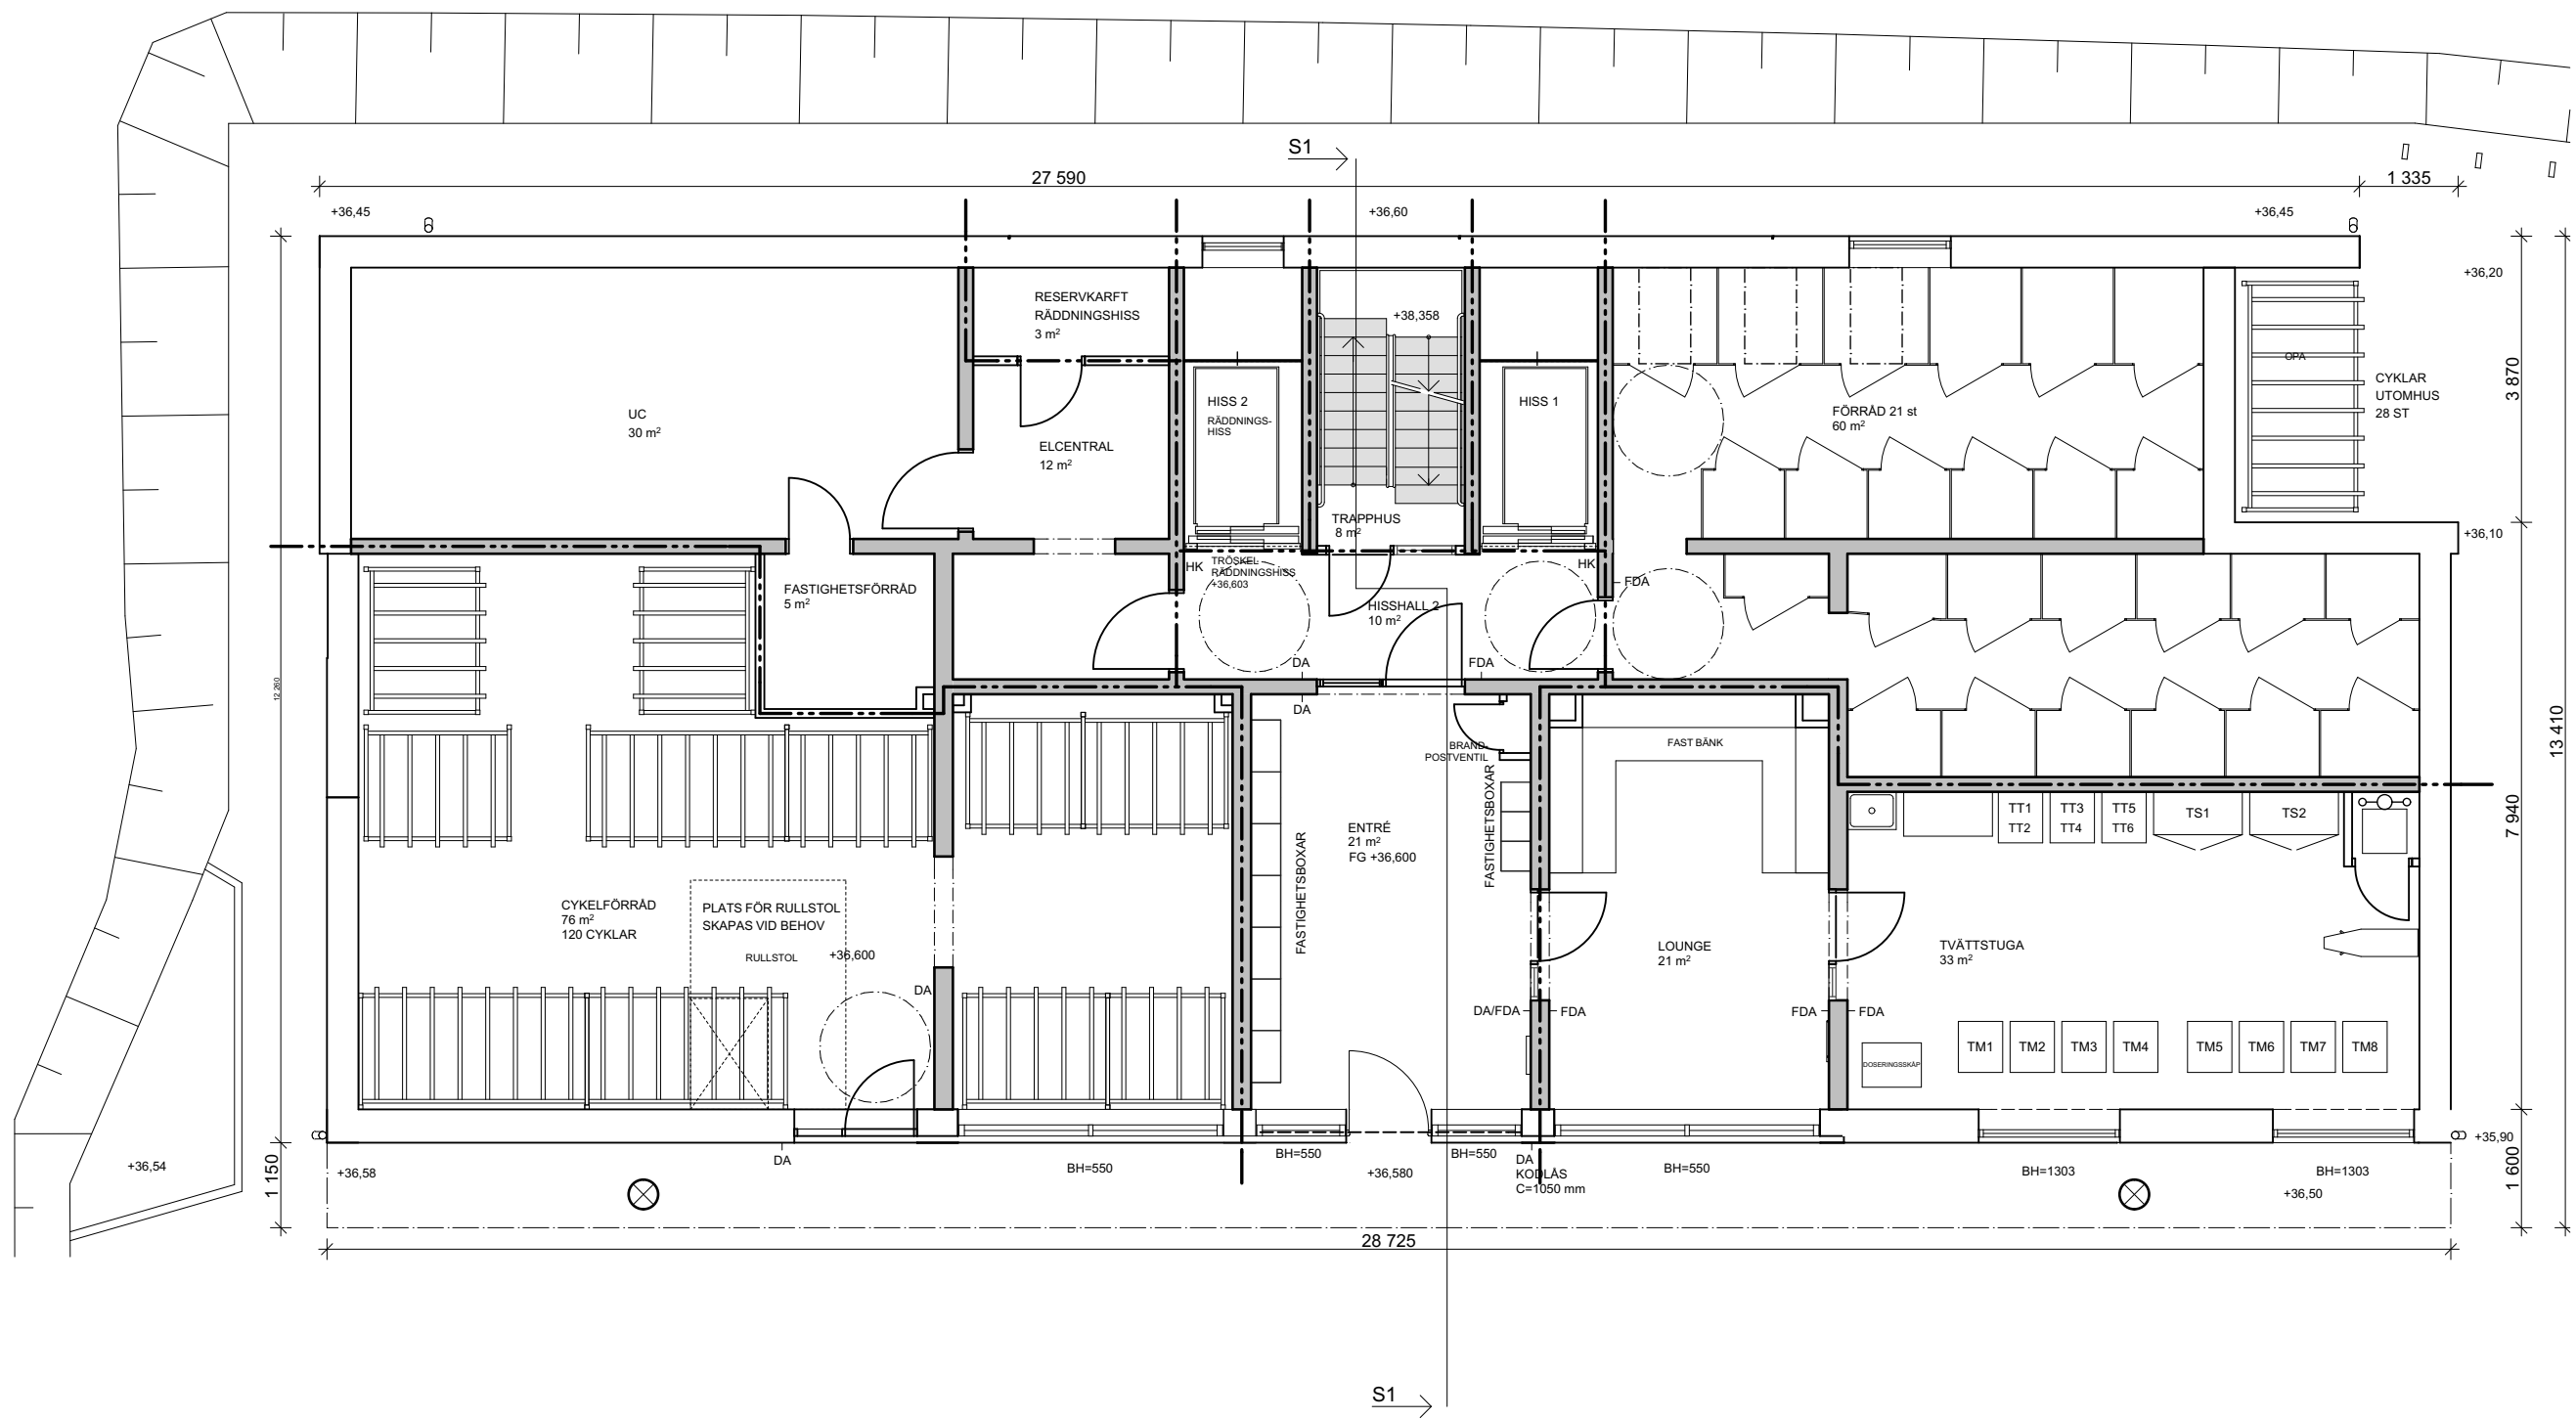 S1
27 590
1 335
+36,45
+36,60
+36,45
+36,20
RESERVKARFT
RÄDDNINGSHISS
3 m²
+38,358
OPA
CYKLAR
UTOMHUS
28 ST
3 870
UC
30 m²
ELCENTRAL
12 m²
HISS 2
RÄDDNINGS-
HISS
HISS 1
FÖRRÅD 21 st
60 m²
TRAPPHUS
8 m²
+36,10
HK
TRÖSKEL
RÄDDNINGSHISS
+36,603
HK
FDA
FASTIGHETSFÖRRÅD
5 m²
HISSHALL 2
10 m²
12 260
DA
FDA
DA
BRAND-
POSTVENTIL
FAST BÄNK
13 410
7 940
FASTIGHETSBOXAR
FASTIGHETSBOXAR
ENTRÉ
21 m²
FG +36,600
TT1
TT2
TT3
TT4
TT5
TT6
TS1
TS2
CYKELFÖRRÅD
76 m²
120 CYKLAR
PLATS FÖR RULLSTOL
SKAPAS VID BEHOV
RULLSTOL
+36,600
DA
LOUNGE
21 m²
TVÄTTSTUGA
33 m²
DA/FDA
FDA
FDA
FDA
DOSERINGSSKÅP
TM1
TM2
TM3
TM4
TM5
TM6
TM7
TM8
+36,54
1 150
+36,58
DA
BH=550
BH=550
+36,580
BH=550
DA
KODLÅS
C=1050 mm
BH=550
BH=1303
BH=1303
+36,50
+35,90
1 600
28 725
S1